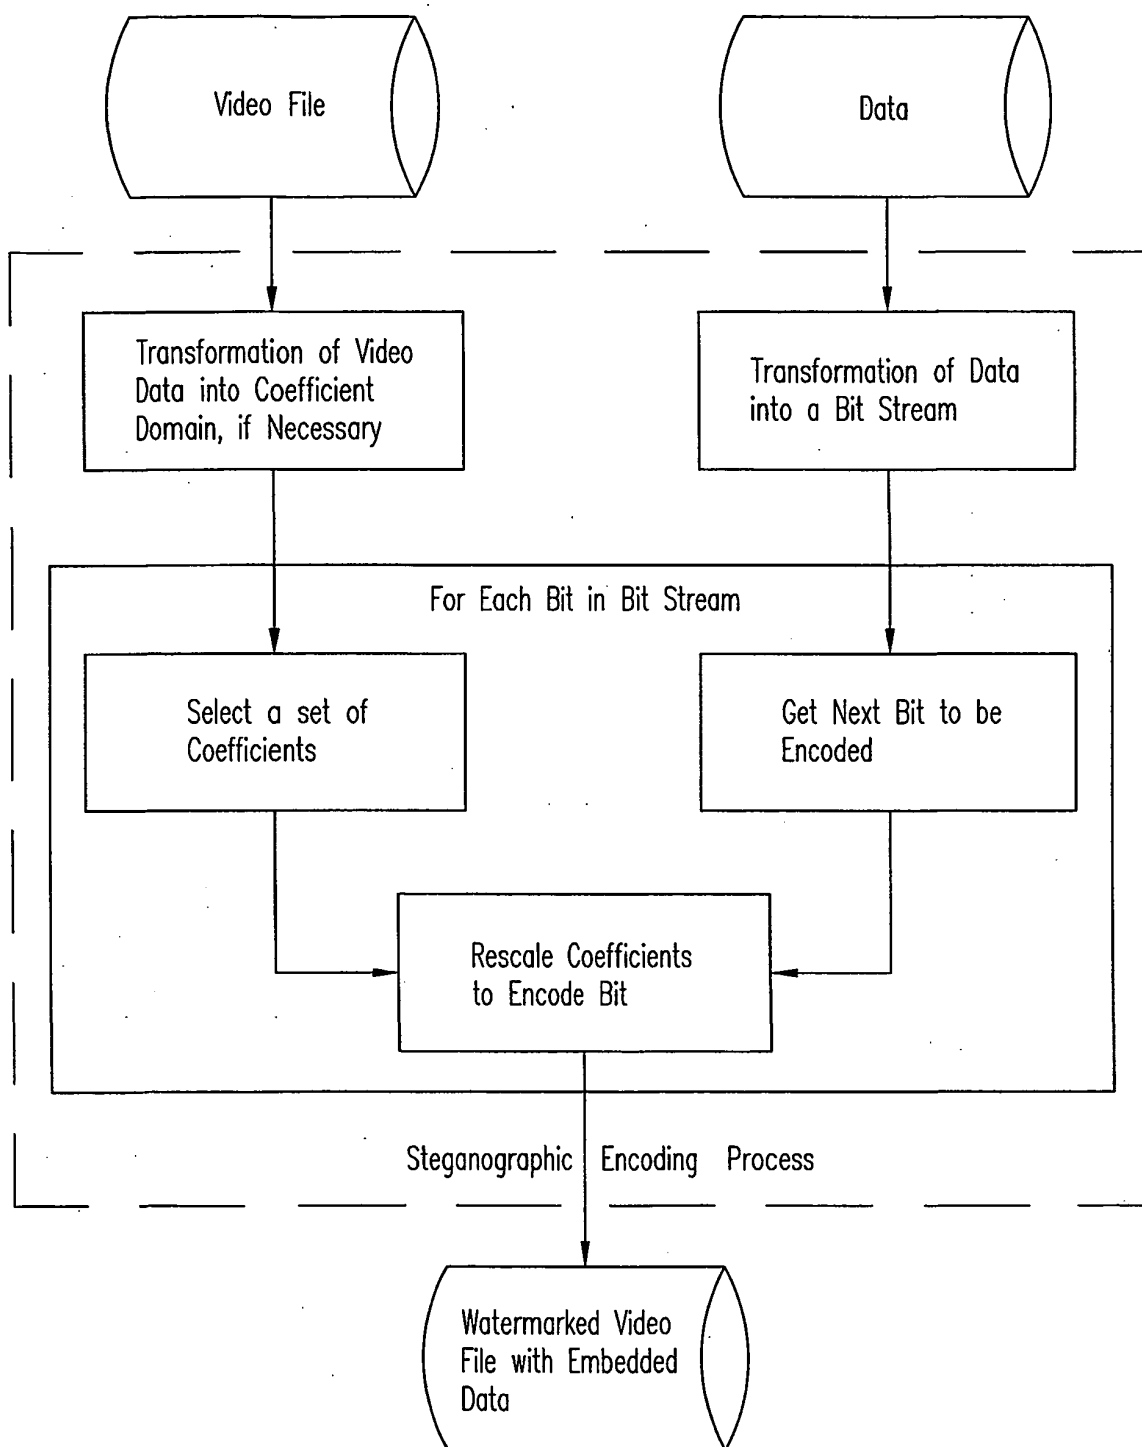 Video File
Data
Transformation of Video
Data into Coefficient
Domain, if Necessary
Transformation of Data
into a Bit Stream
For Each Bit in Bit Stream
Select a set of
Coefficients
Get Next Bit to be
Encoded
Rescale Coefficients
to Encode Bit
Steganographic Encoding Process
Watermarked Video
File with Embedded
Data